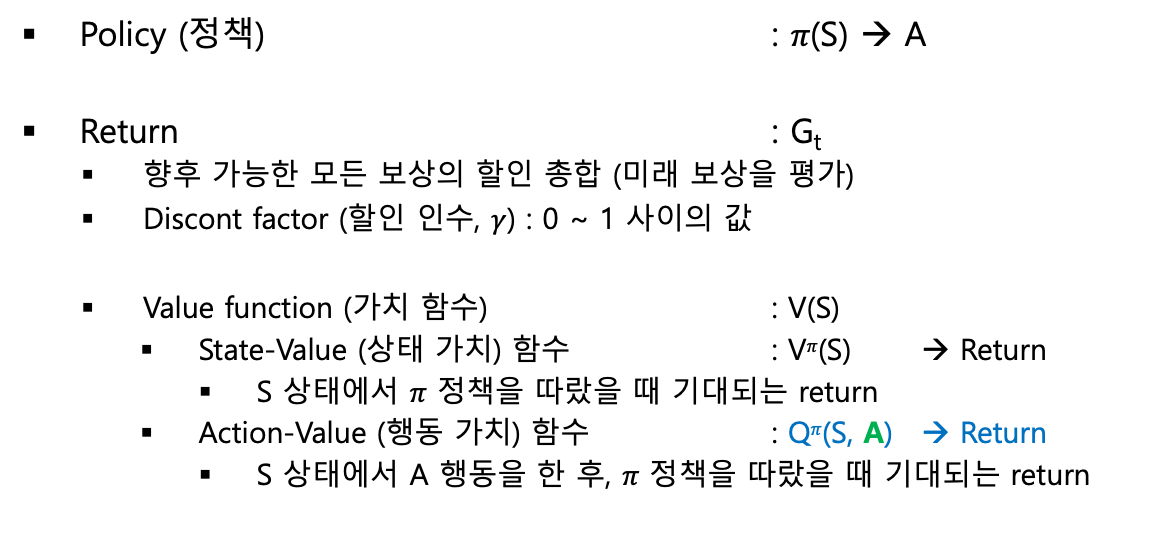 ▪ Policy (정책) : π(S) → A
▪ Return : Gt
▪ 향후 가능한 모든 보상의 할인 총합 (미래 보상을 평가)
▪ Discont factor (할인 인수, γ) : 0 ~ 1 사이의 값
▪ Value function (가치 함수) : V(S)
▪ State-Value (상태 가치) 함수 : Vπ(S) → Return
▪ S 상태에서 π 정책을 따랐을 때 기대되는 return
▪ Action-Value (행동 가치) 함수 : Qπ(S, A) → Return
▪ S 상태에서 A 행동을 한 후, π 정책을 따랐을 때 기대되는 return